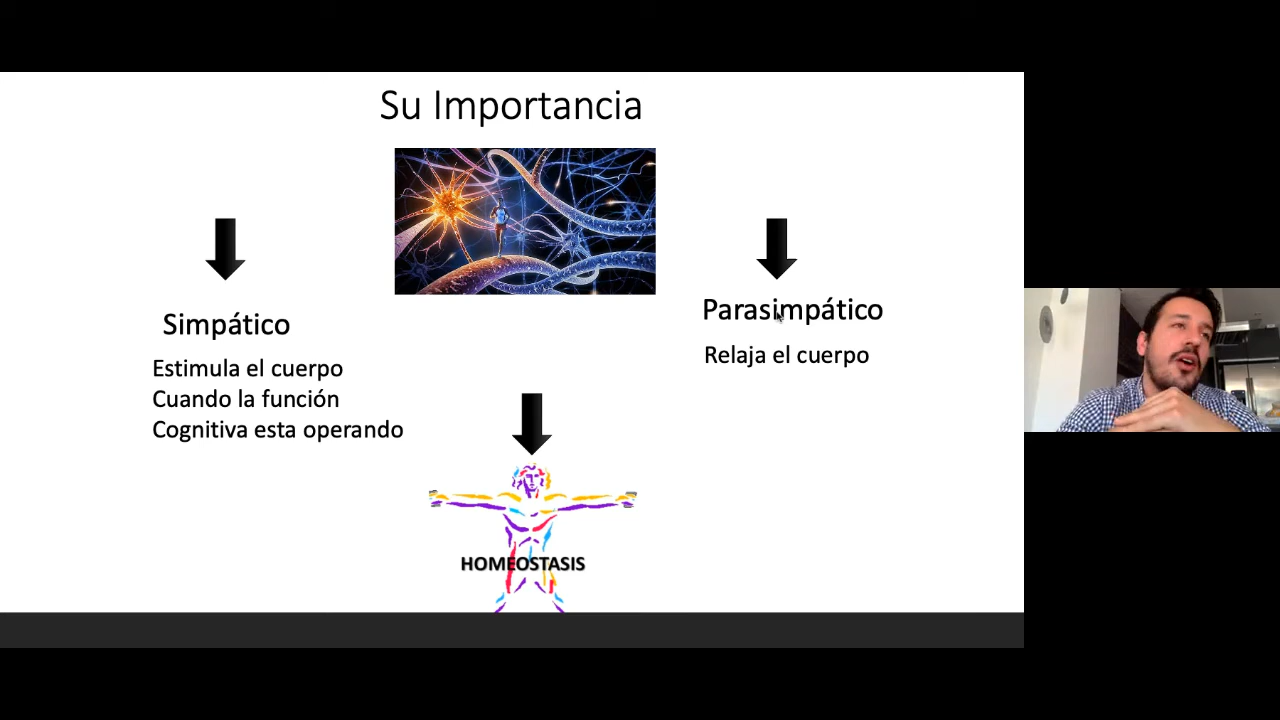 Su Importancia
Simpático
Estimula el cuerpo
Cuando la función
Cognitiva esta operando
Parasimpático
Relaja el cuerpo
HOMEOSTASIS